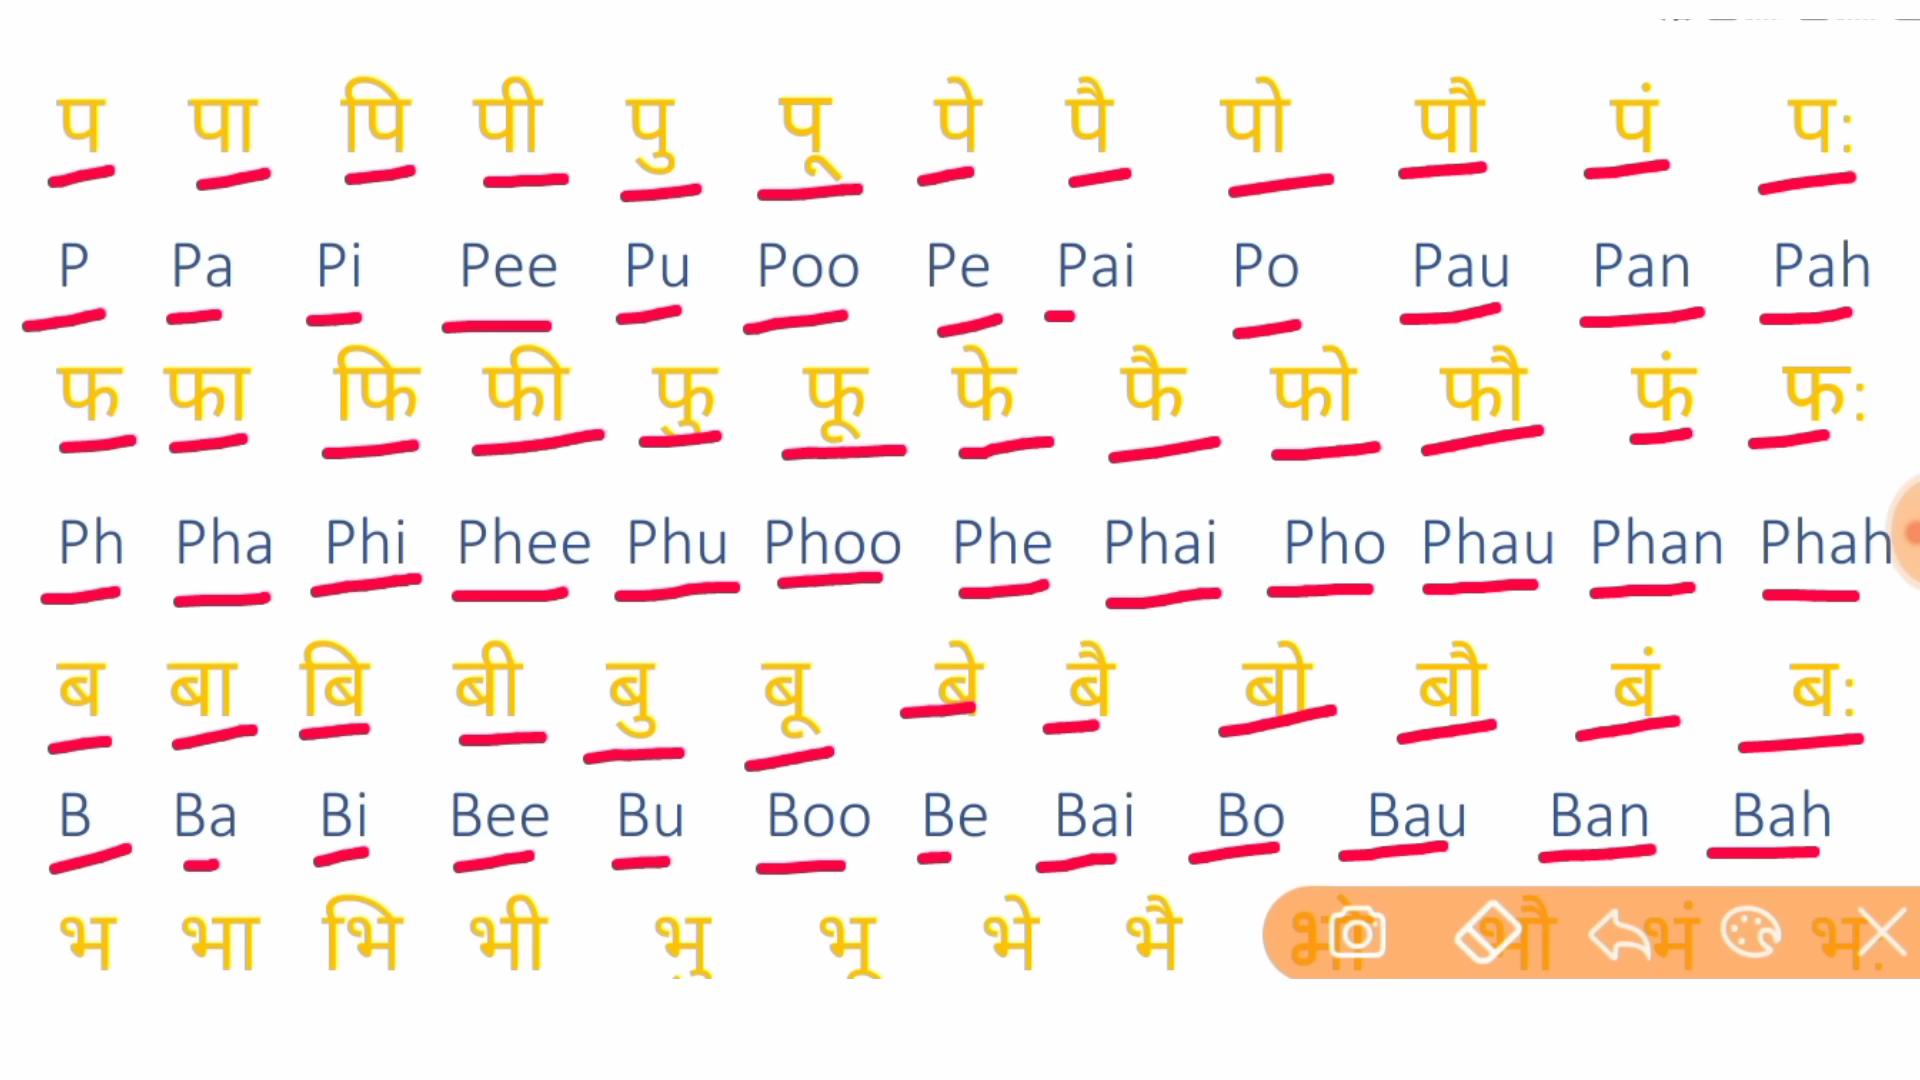 प पा पि पी पु पू पे पै पो पौ पं प:
P Pa Pi Pee Pu Poo Pe Pai Po Pau Pan Pah
फ फा फि फी फु फू फे फै फो फौ फं फ:
Ph Pha Phi Phee Phu Phoo Phe Phai Pho Phau Phan Phah
ब बा बि बी बु बू बे बै बो बौ बं ब:
B Ba Bi Bee Bu Boo Be Bai Bo Bau Ban Bah
भ भा भि भी भु भू भे भै भो भौ भं भ: